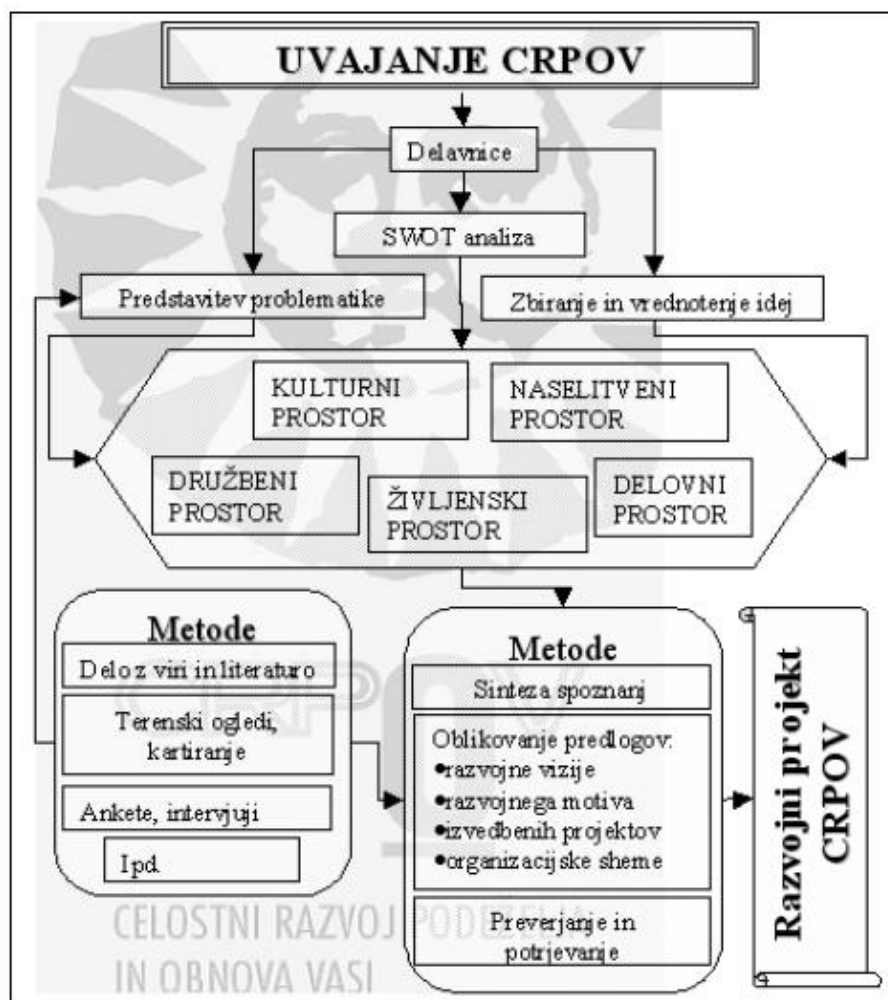 UVAJANJE CRPOV
Delavnice
SWOT analiza
Predstavitev problematike
Zbiranje in vrednotenje idej
KULTURNI
PROSTOR
NASELITVENI
PROSTOR
DRUŽBENI
PROSTOR
ŽIVLJENSKI
PROSTOR
DELOVNI
PROSTOR
Metode
Delo z viri in literaturo
Terenski ogledi,
kartiranje
Ankete, intervjuji
Ipd.
Metode
Sinteza spoznanj
Oblikovanje predlogov:
•razvojne vizije
•razvojnega motiva
•izvedbenih projektov
•organizacijske sheme
Preverjanje in
potrjevanje
Razvojni projekt
CRPOV
CRPOV
CELOSTNI RAZVOJ PODEŽELJA
IN OBNOVA VASI